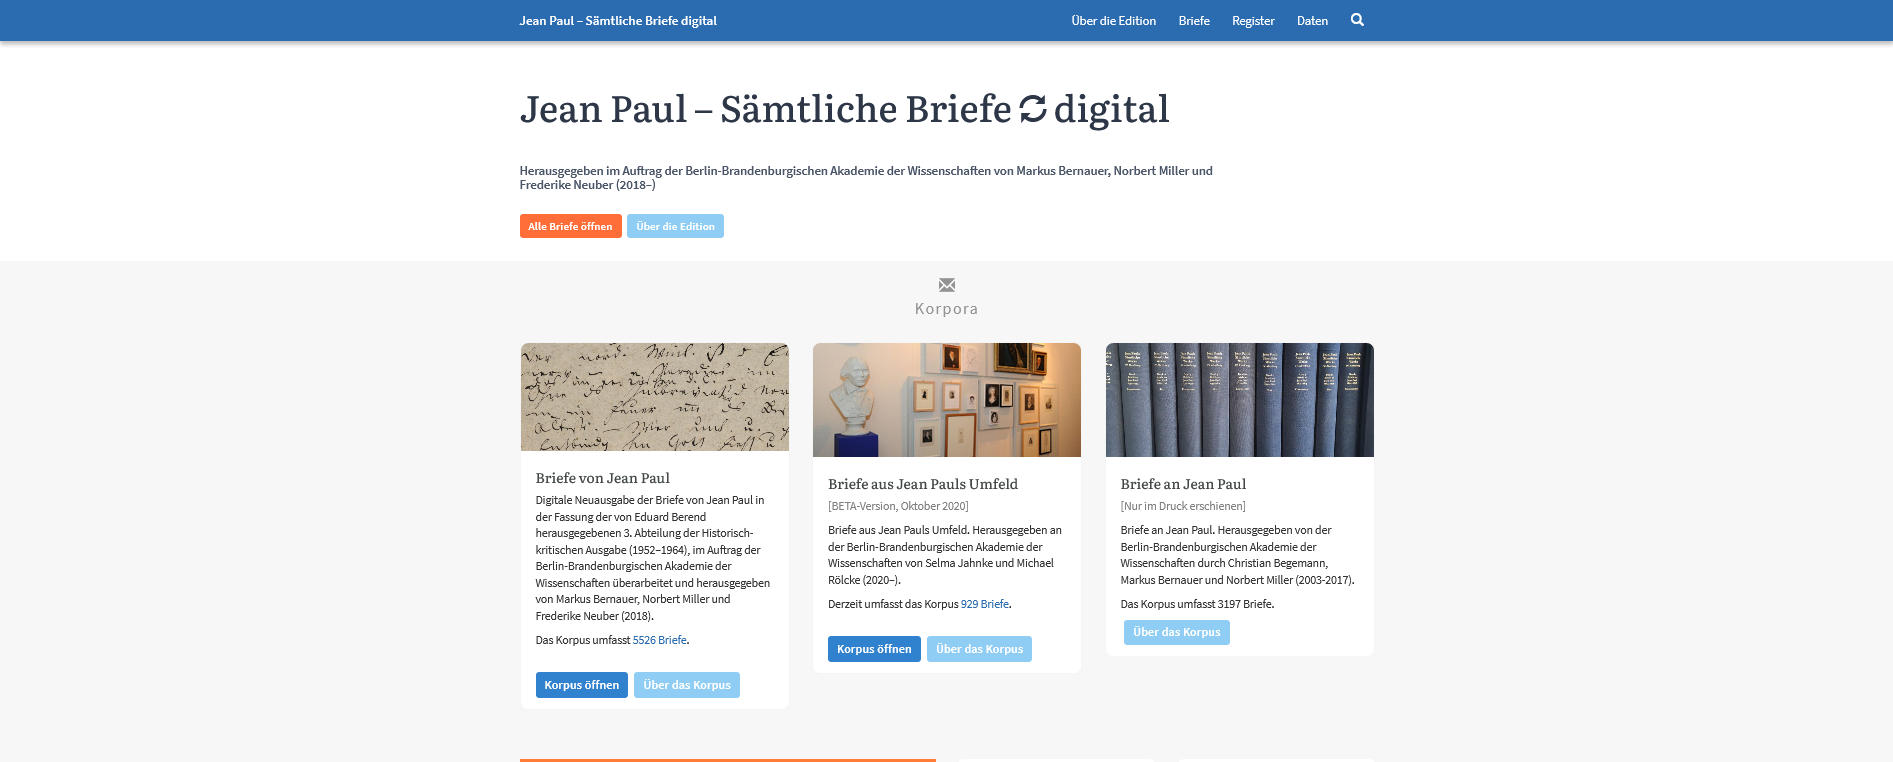 Jean Paul – Sämtliche Briefe digital
Über die Edition
Briefe
Register
Daten
Jean Paul – Sämtliche Briefe digital
Herausgegeben im Auftrag der Berlin-Brandenburgischen Akademie der Wissenschaften von Markus Bernauer, Norbert Miller und
Frederike Neuber (2018–)
Alle Briefe öffnen
Über die Edition
Korpora
Briefe von Jean Paul
Digitale Neuausgabe der Briefe von Jean Paul in
der Fassung der von Eduard Berend
herausgegebenen 3. Abteilung der Historisch-
kritischen Ausgabe (1952–1964), im Auftrag der
Berlin-Brandenburgischen Akademie der
Wissenschaften überarbeitet und herausgegeben
von Markus Bernauer, Norbert Miller und
Frederike Neuber (2018).
Das Korpus umfasst 5526 Briefe.
Korpus öffnen
Über das Korpus
Briefe aus Jean Pauls Umfeld
[BETA-Version, Oktober 2020]
Briefe aus Jean Pauls Umfeld. Herausgegeben an
der Berlin-Brandenburgischen Akademie der
Wissenschaften von Selma Jahnke und Michael
Rölcke (2020–).
Derzeit umfasst das Korpus 929 Briefe.
Korpus öffnen
Über das Korpus
Briefe an Jean Paul
[Nur im Druck erschienen]
Briefe an Jean Paul. Herausgegeben von der
Berlin-Brandenburgischen Akademie der
Wissenschaften durch Christian Begemann,
Markus Bernauer und Norbert Miller (2003-2017).
Das Korpus umfasst 3197 Briefe.
Über das Korpus